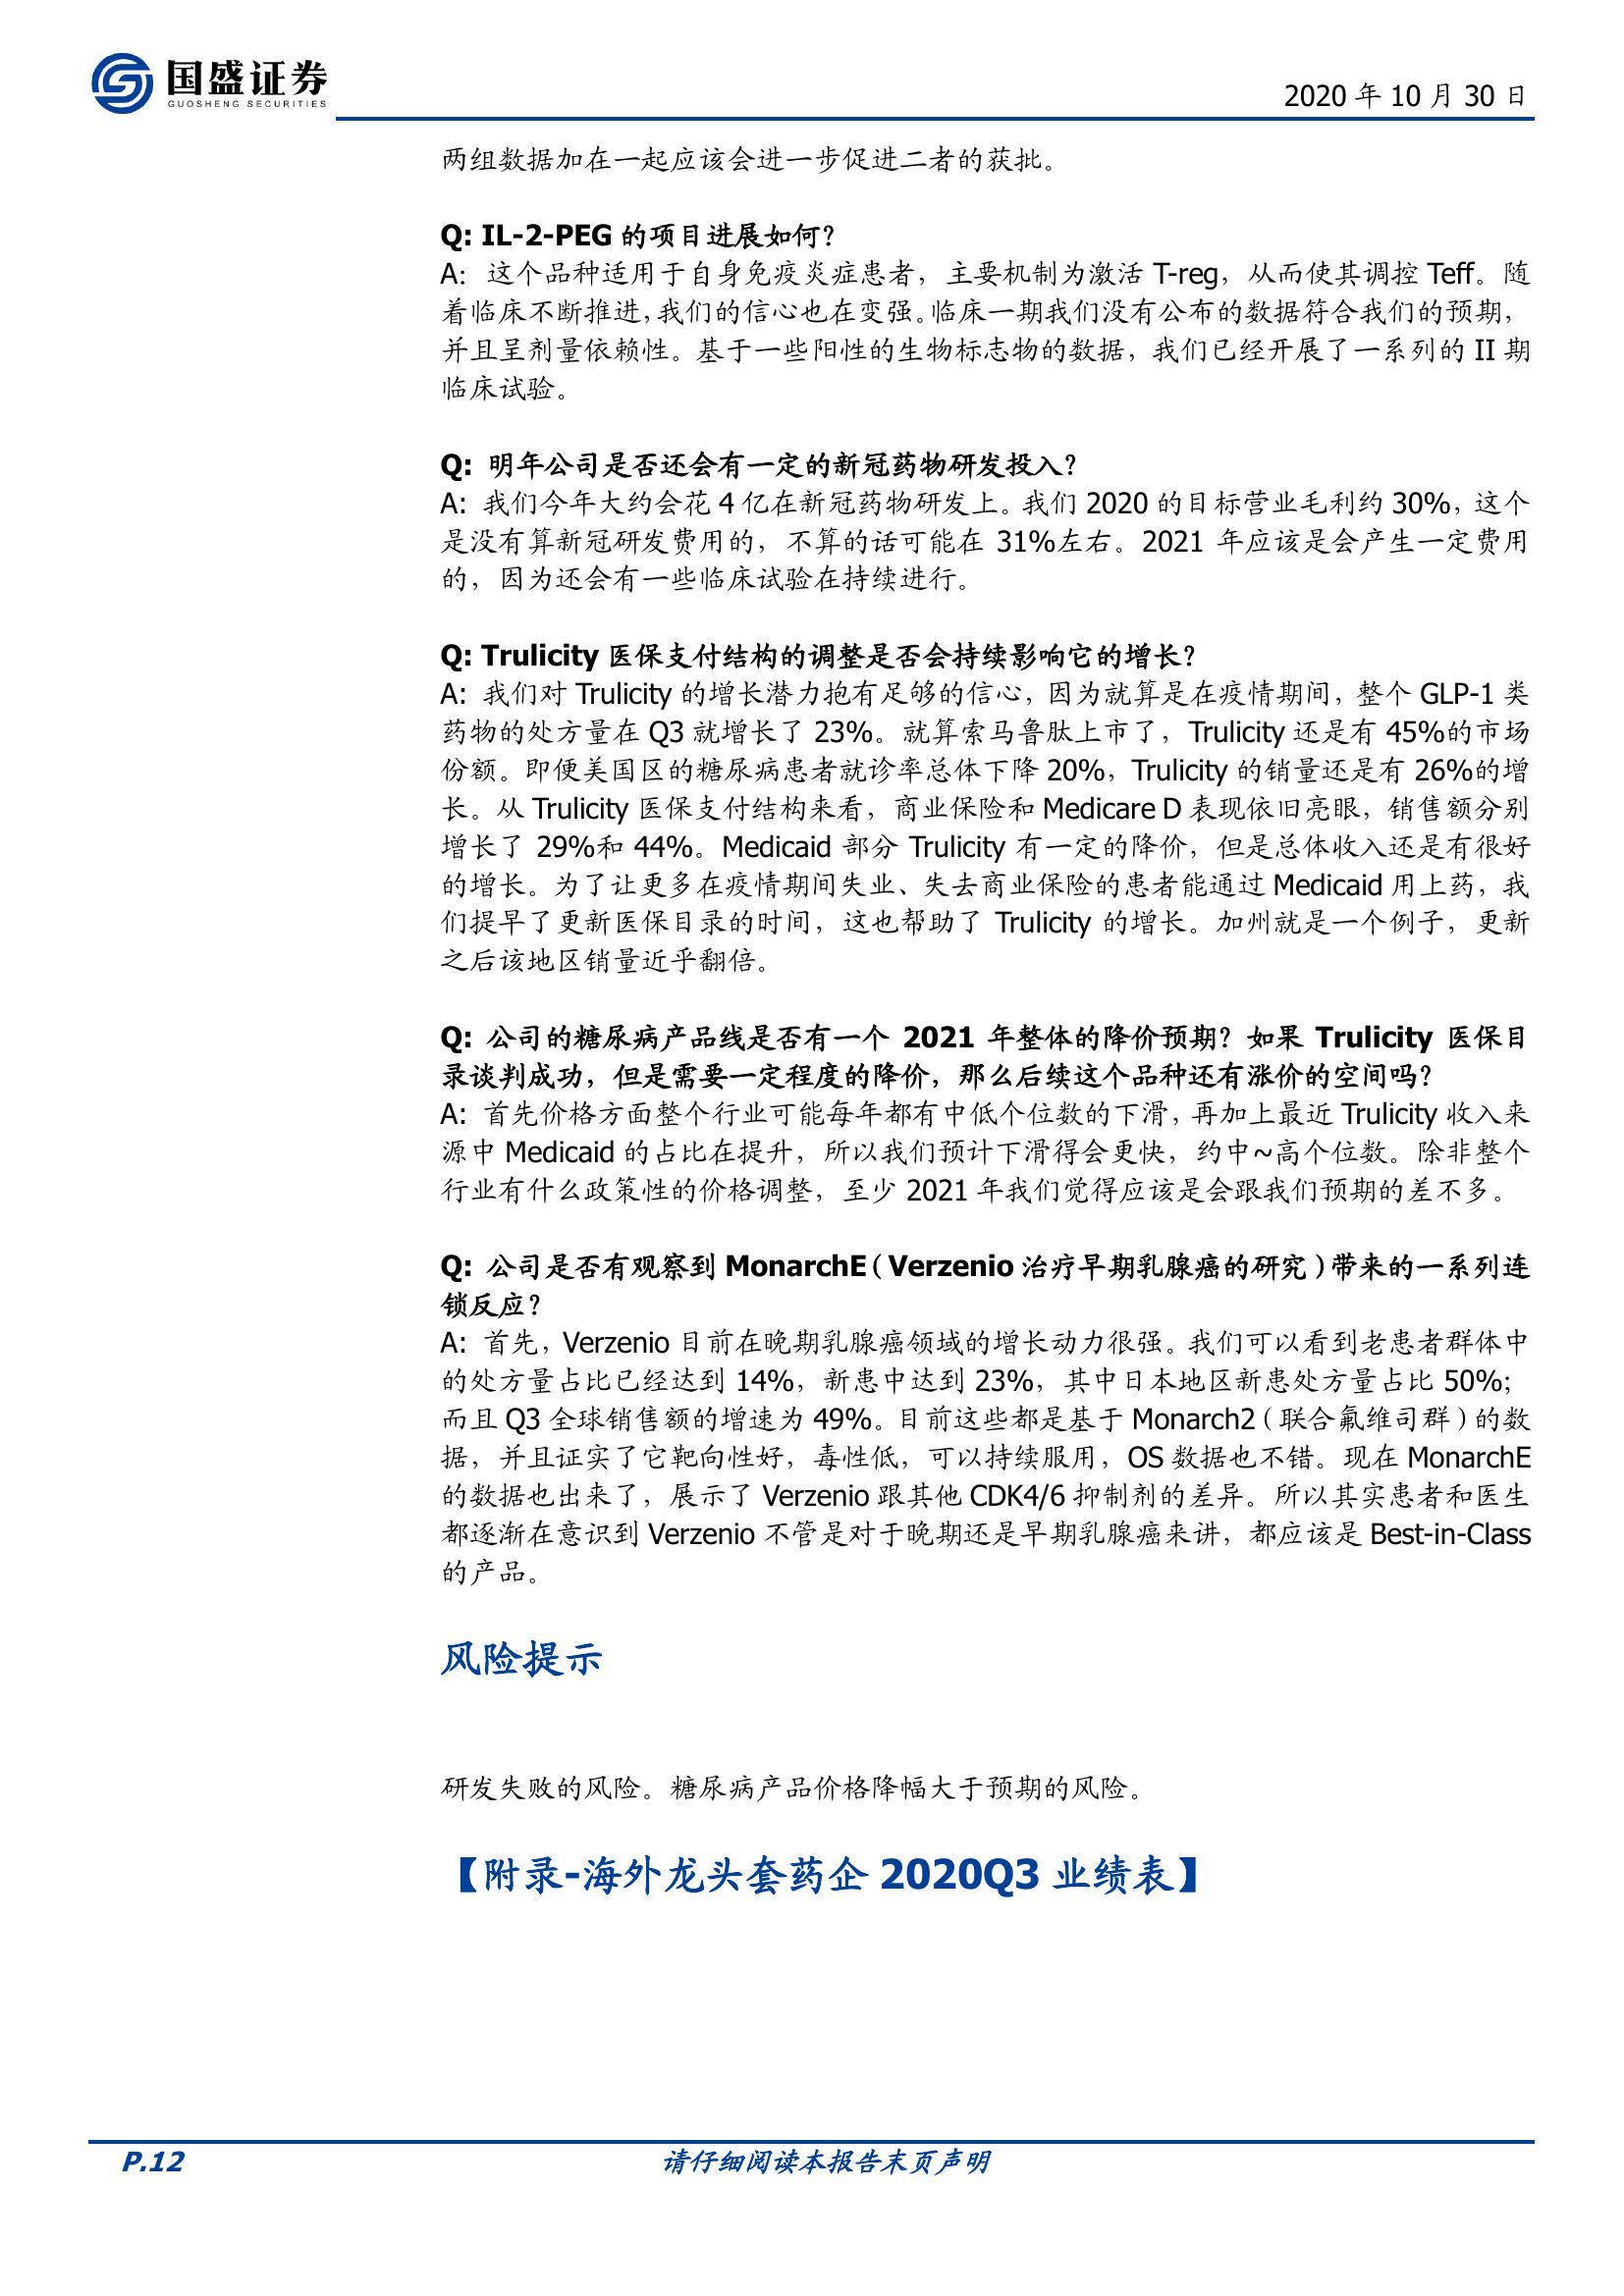 国盛证券
GUOSHENG SECURITIES
2020 年 10 月 30 日
两组数据加在一起应该会进一步促进二者的获批。
Q: IL-2-PEG 的项目进展如何?
A: 这个品种适用于自身免疫炎症患者，主要机制为激活 T-reg，从而使其调控 Teff。随
着临床不断推进，我们的信心也在变强。临床一期我们没有公布的数据符合我们的预期，
并且呈剂量依赖性。基于一些阳性的生物标志物的数据，我们已经开展了一系列的 II 期
临床试验。
Q: 明年公司是否还会有一定的新冠药物研发投入?
A: 我们今年大约会花 4 亿在新冠药物研发上。我们 2020 的目标营业毛利约 30%，这个
是没有算新冠研发费用的，不算的话可能在 31%左右。2021 年应该是会产生一定费用
的，因为还会有一些临床试验在持续进行。
Q: Trulicity 医保支付结构的调整是否会持续影响它的增长?
A: 我们对 Trulicity 的增长潜力抱有足够的信心，因为就算是在疫情期间，整个 GLP-1 类
药物的处方量在 Q3 就增长了 23%。就算索马鲁肽上市了，Trulicity 还是有 45%的市场
份额。即便美国区的糖尿病患者就诊率总体下降 20%，Trulicity 的销量还是有 26%的增
长。从 Trulicity 医保支付结构来看，商业保险和 Medicare D 表现依旧亮眼，销售额分别
增长了 29%和 44%。Medicaid 部分 Trulicity 有一定的降价，但是总体收入还是有很好
的增长。为了让更多在疫情期间失业、失去商业保险的患者能通过 Medicaid 用上药，我
们提早了更新医保目录的时间，这也帮助了 Trulicity 的增长。加州就是一个例子，更新
之后该地区销量近乎翻倍。
Q: 公司的糖尿病产品线是否有一个 2021 年整体的降价预期? 如果 Trulicity 医保目
录谈判成功，但是需要一定程度的降价，那么后续这个品种还有涨价的空间吗?
A: 首先价格方面整个行业可能每年都有中低个位数的下滑，再加上最近 Trulicity 收入来
源中 Medicaid 的占比在提升，所以我们预计下滑得会更快，约中~高个位数。除非整个
行业有什么政策性的价格调整，至少 2021 年我们觉得应该是会跟我们预期的差不多。
Q: 公司是否有观察到 MonarchE（Verzenio 治疗早期乳腺癌的研究）带来的一系列连
锁反应?
A: 首先，Verzenio 目前在晚期乳腺癌领域的增长动力很强。我们可以看到老患者群体中
的处方量占比已经达到 14%，新患中达到 23%，其中日本地区新患处方量占比 50%；
而且 Q3 全球销售额的增速为 49%。目前这些都是基于 Monarch2（联合氟维司群）的数
据，并且证实了它靶向性好，毒性低，可以持续服用，OS 数据也不错。现在 MonarchE
的数据也出来了，展示了 Verzenio 跟其他 CDK4/6 抑制剂的差异。所以其实患者和医生
都逐渐在意识到 Verzenio 不管是对于晚期还是早期乳腺癌来讲，都应该是 Best-in-Class
的产品。
风险提示
研发失败的风险。糖尿病产品价格降幅大于预期的风险。
【附录-海外龙头套药企 2020Q3 业绩表】
P.12
请仔细阅读本报告末页声明